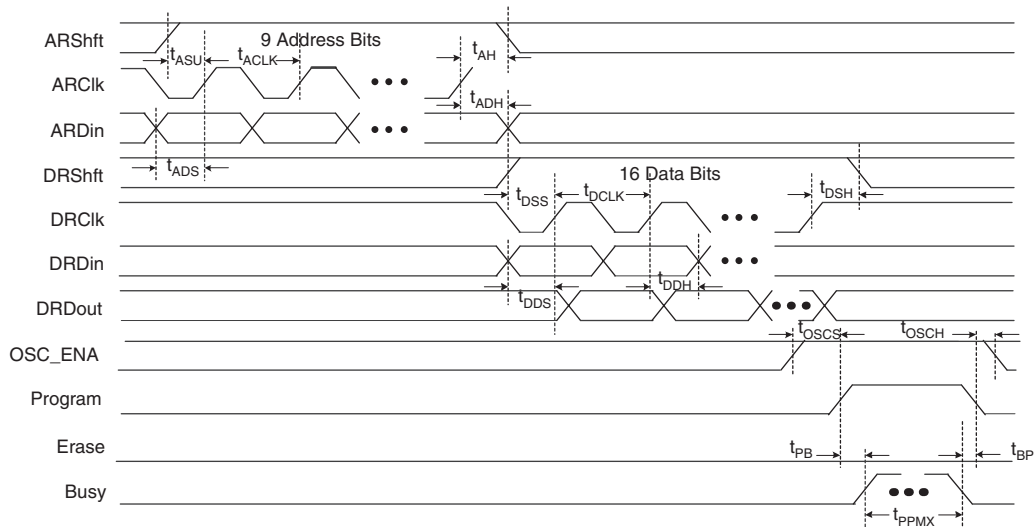 ARShft
9 Address Bits
tASU
tACLK
tAH
ARClk
tADH
ARDin
tADS
DRShft
16 Data Bits
tDSS
tDCLK
tDSH
DRClk
DRDin
tDDS
tDDH
DRDout
tOSCS
tOSCH
OSC_ENA
Program
Erase
tPB
tBP
Busy
tPPMX